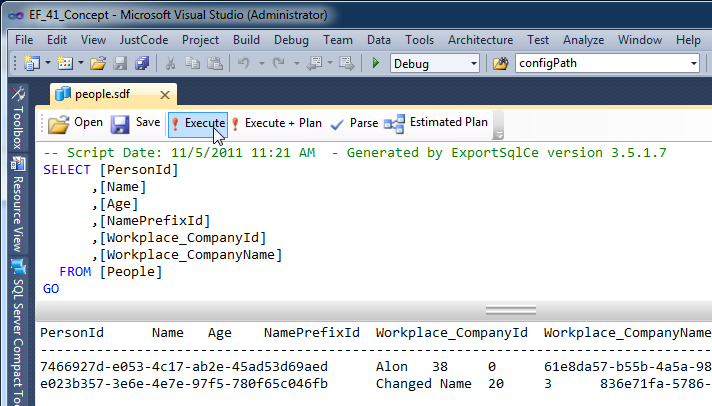 EF_41_Concept - Microsoft Visual Studio (Administrator)
File Edit View JustCode Project Build Debug Team Data Tools Architecture Test Analyze Window Help
Debug configPath
people.sdf
Open Save Execute Execute + Plan Parse Estimated Plan
Toolbox
Resource View
SQL Server Compact Too
-- Script Date: 11/5/2011 11:21 AM - Generated by ExportSqlCe version 3.5.1.7
SELECT [PersonId]
,[Name]
,[Age]
,[NamePrefixId]
,[Workplace_CompanyId]
,[Workplace_CompanyName]
FROM [People]
GO
PersonId Name Age NamePrefixId Workplace_CompanyId Workplace_CompanyName
--------------------------------------------------------------------------------
7466927d-e053-4c17-ab2e-45ad53d69aed Alon 38 0 61e8da57-b55b-4a5a-98
e023b357-3e6e-4e7e-97f5-780f65c046fb Changed Name 20 3 836e71fa-5786-